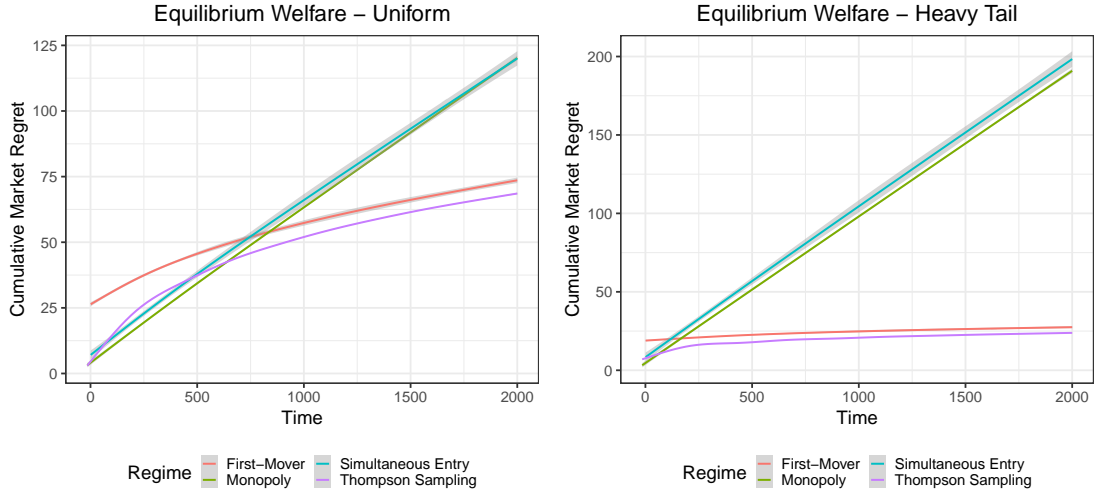 Equilibrium Welfare − Uniform
Equilibrium Welfare − Heavy Tail
Cumulative Market Regret
125
100
75
50
25
0
0 500 1000 1500 2000
Time
Cumulative Market Regret
200
150
100
50
0
0 500 1000 1500 2000
Time
Regime
First−Mover
Simultaneous Entry
Monopoly
Thompson Sampling
Regime
First−Mover
Simultaneous Entry
Monopoly
Thompson Sampling